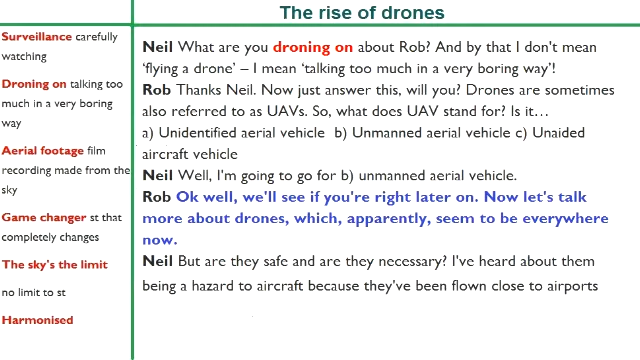 The rise of drones
Surveillance carefully
watching
Droning on talking too
much in a very boring
way
Aerial footage film
recording made from the
sky
Game changer st that
completely changes
The sky's the limit
no limit to st
Harmonised
Neil What are you droning on about Rob? And by that I don't mean
‘flying a drone’ – I mean ‘talking too much in a very boring way’!
Rob Thanks Neil. Now just answer this, will you? Drones are sometimes
also referred to as UAVs. So, what does UAV stand for? Is it…
a) Unidentified aerial vehicle b) Unmanned aerial vehicle c) Unaided
aircraft vehicle
Neil Well, I'm going to go for b) unmanned aerial vehicle.
Rob Ok well, we'll see if you're right later on. Now let's talk
more about drones, which, apparently, seem to be everywhere
now.
Neil But are they safe and are they necessary? I've heard about them
being a hazard to aircraft because they've been flown close to airports